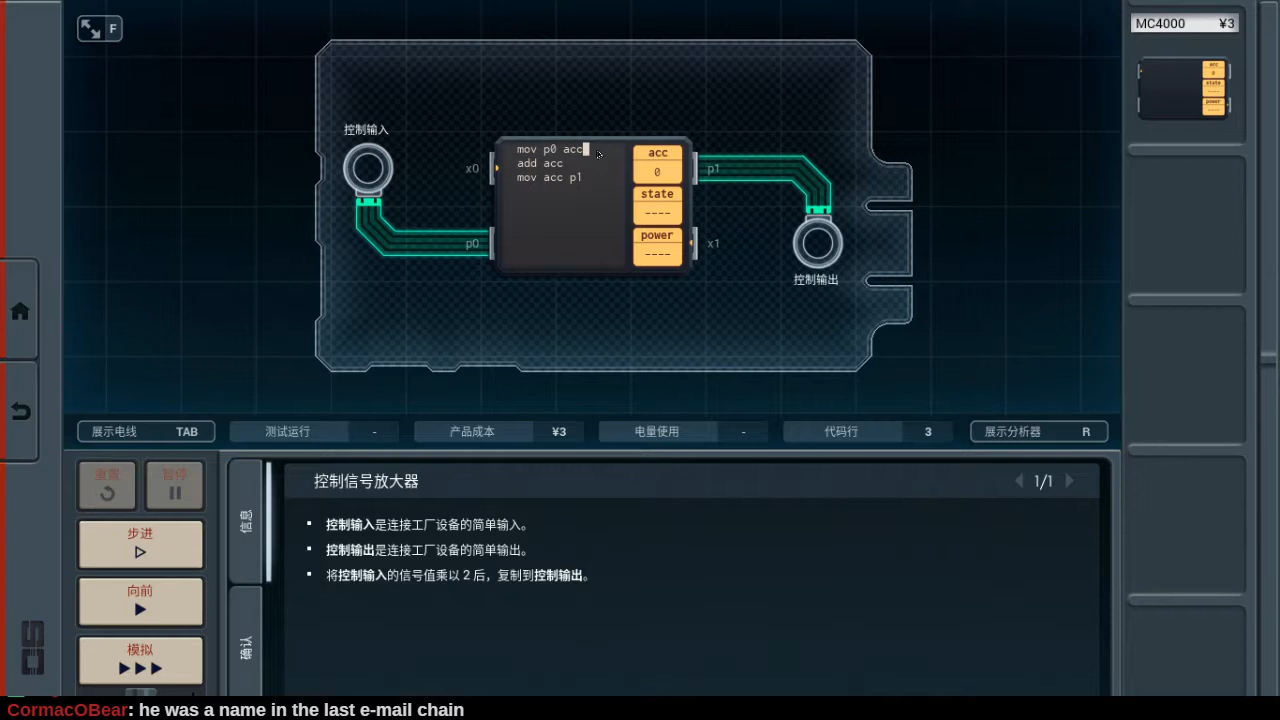 F
MC4000 ¥3
acc
0
state
----
power
----
控制输入
mov p0 acc
add acc
mov acc p1
acc
0
state
----
power
----
x0
p0
p1
x1
控制输出
展示电线 TAB
测试运行 -
产品成本 ¥3
电量使用 -
代码行 3
展示分析器 R
重置
暂停
步进
向前
模拟
信息
确认
控制信号放大器
1/1
▪ 控制输入是连接工厂设备的简单输入。
▪ 控制输出是连接工厂设备的简单输出。
▪ 将控制输入的信号值乘以 2 后，复制到控制输出。
CormacOBear: he was a name in the last e-mail chain